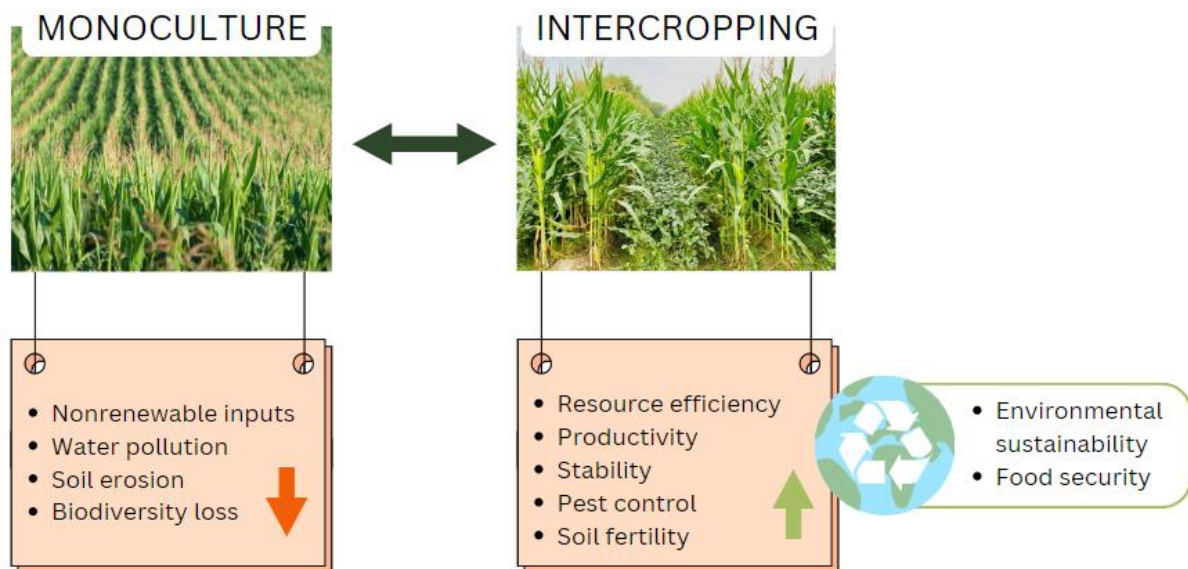 MONOCULTURE
INTERCROPPING
• Nonrenewable inputs
• Water pollution
• Soil erosion
• Biodiversity loss
• Resource efficiency
• Productivity
• Stability
• Pest control
• Soil fertility
• Environmental
sustainability
• Food security